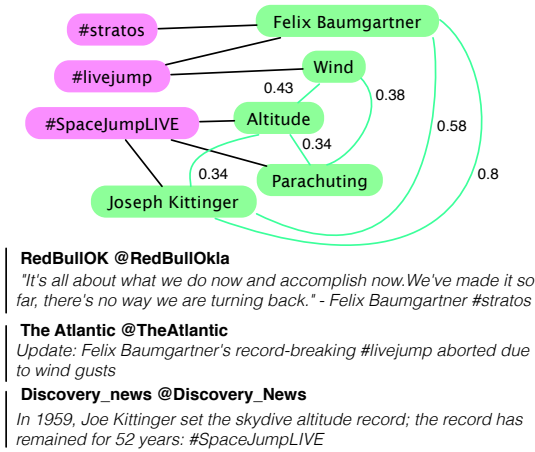 #stratos
Felix Baumgartner
#livejump
Wind
0.43
0.38
#SpaceJumpLIVE
Altitude
0.58
0.34
0.34
0.8
Parachuting
Joseph Kittinger
RedBullOK @RedBullOkla
"It's all about what we do now and accomplish now.We've made it so
far, there's no way we are turning back." - Felix Baumgartner #stratos
The Atlantic @TheAtlantic
Update: Felix Baumgartner's record-breaking #livejump aborted due
to wind gusts
Discovery_news @Discovery_News
In 1959, Joe Kittinger set the skydive altitude record; the record has
remained for 52 years: #SpaceJumpLIVE